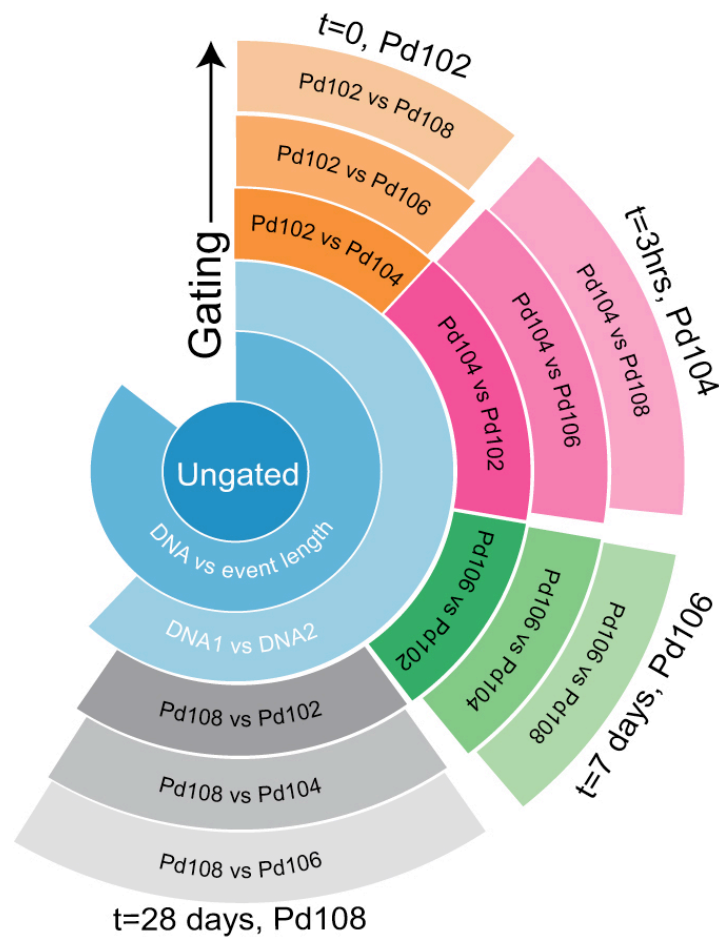 t=0, Pd102
Pd102 vs Pd108
Pd102 vs Pd106
Pd102 vs Pd104
Gating
t=3hrs, Pd104
Pd104 vs Pd102
Pd104 vs Pd106
Pd104 vs Pd108
Ungated
DNA vs event length
DNA1 vs DNA2
Pd106 vs Pd102
Pd106 vs Pd104
Pd106 vs Pd108
t=7 days, Pd106
Pd108 vs Pd102
Pd108 vs Pd104
Pd108 vs Pd106
t=28 days, Pd108